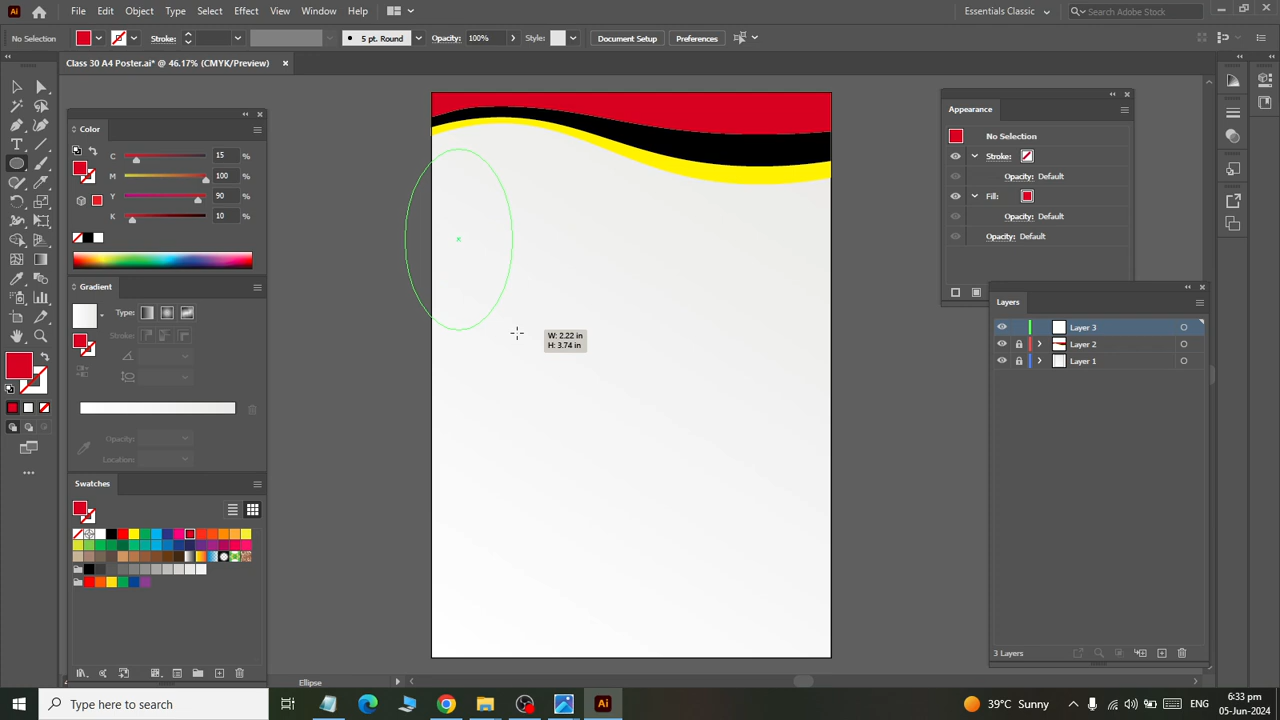 Ai File Edit Object Type Select Effect View Window Help Essentials Classic Search Adobe Stock
No Selection Stroke: 5 pt. Round Opacity: 100% Style: Document Setup Preferences
Class 30 A4 Poster.ai* @ 46.17% (CMYK/Preview)
Color
C 15 %
M 100 %
Y 90 %
K 10 %
Gradient
Type:
Stroke:
Opacity:
Location:
Swatches
W: 2.22 in
H: 3.74 in
Appearance
No Selection
Stroke:
Opacity: Default
Fill:
Opacity: Default
Opacity: Default
Layers
Layer 3
Layer 2
Layer 1
3 Layers
Ellipse
Type here to search
Ai
39°C Sunny
ENG
6:33 pm
05-Jun-2024